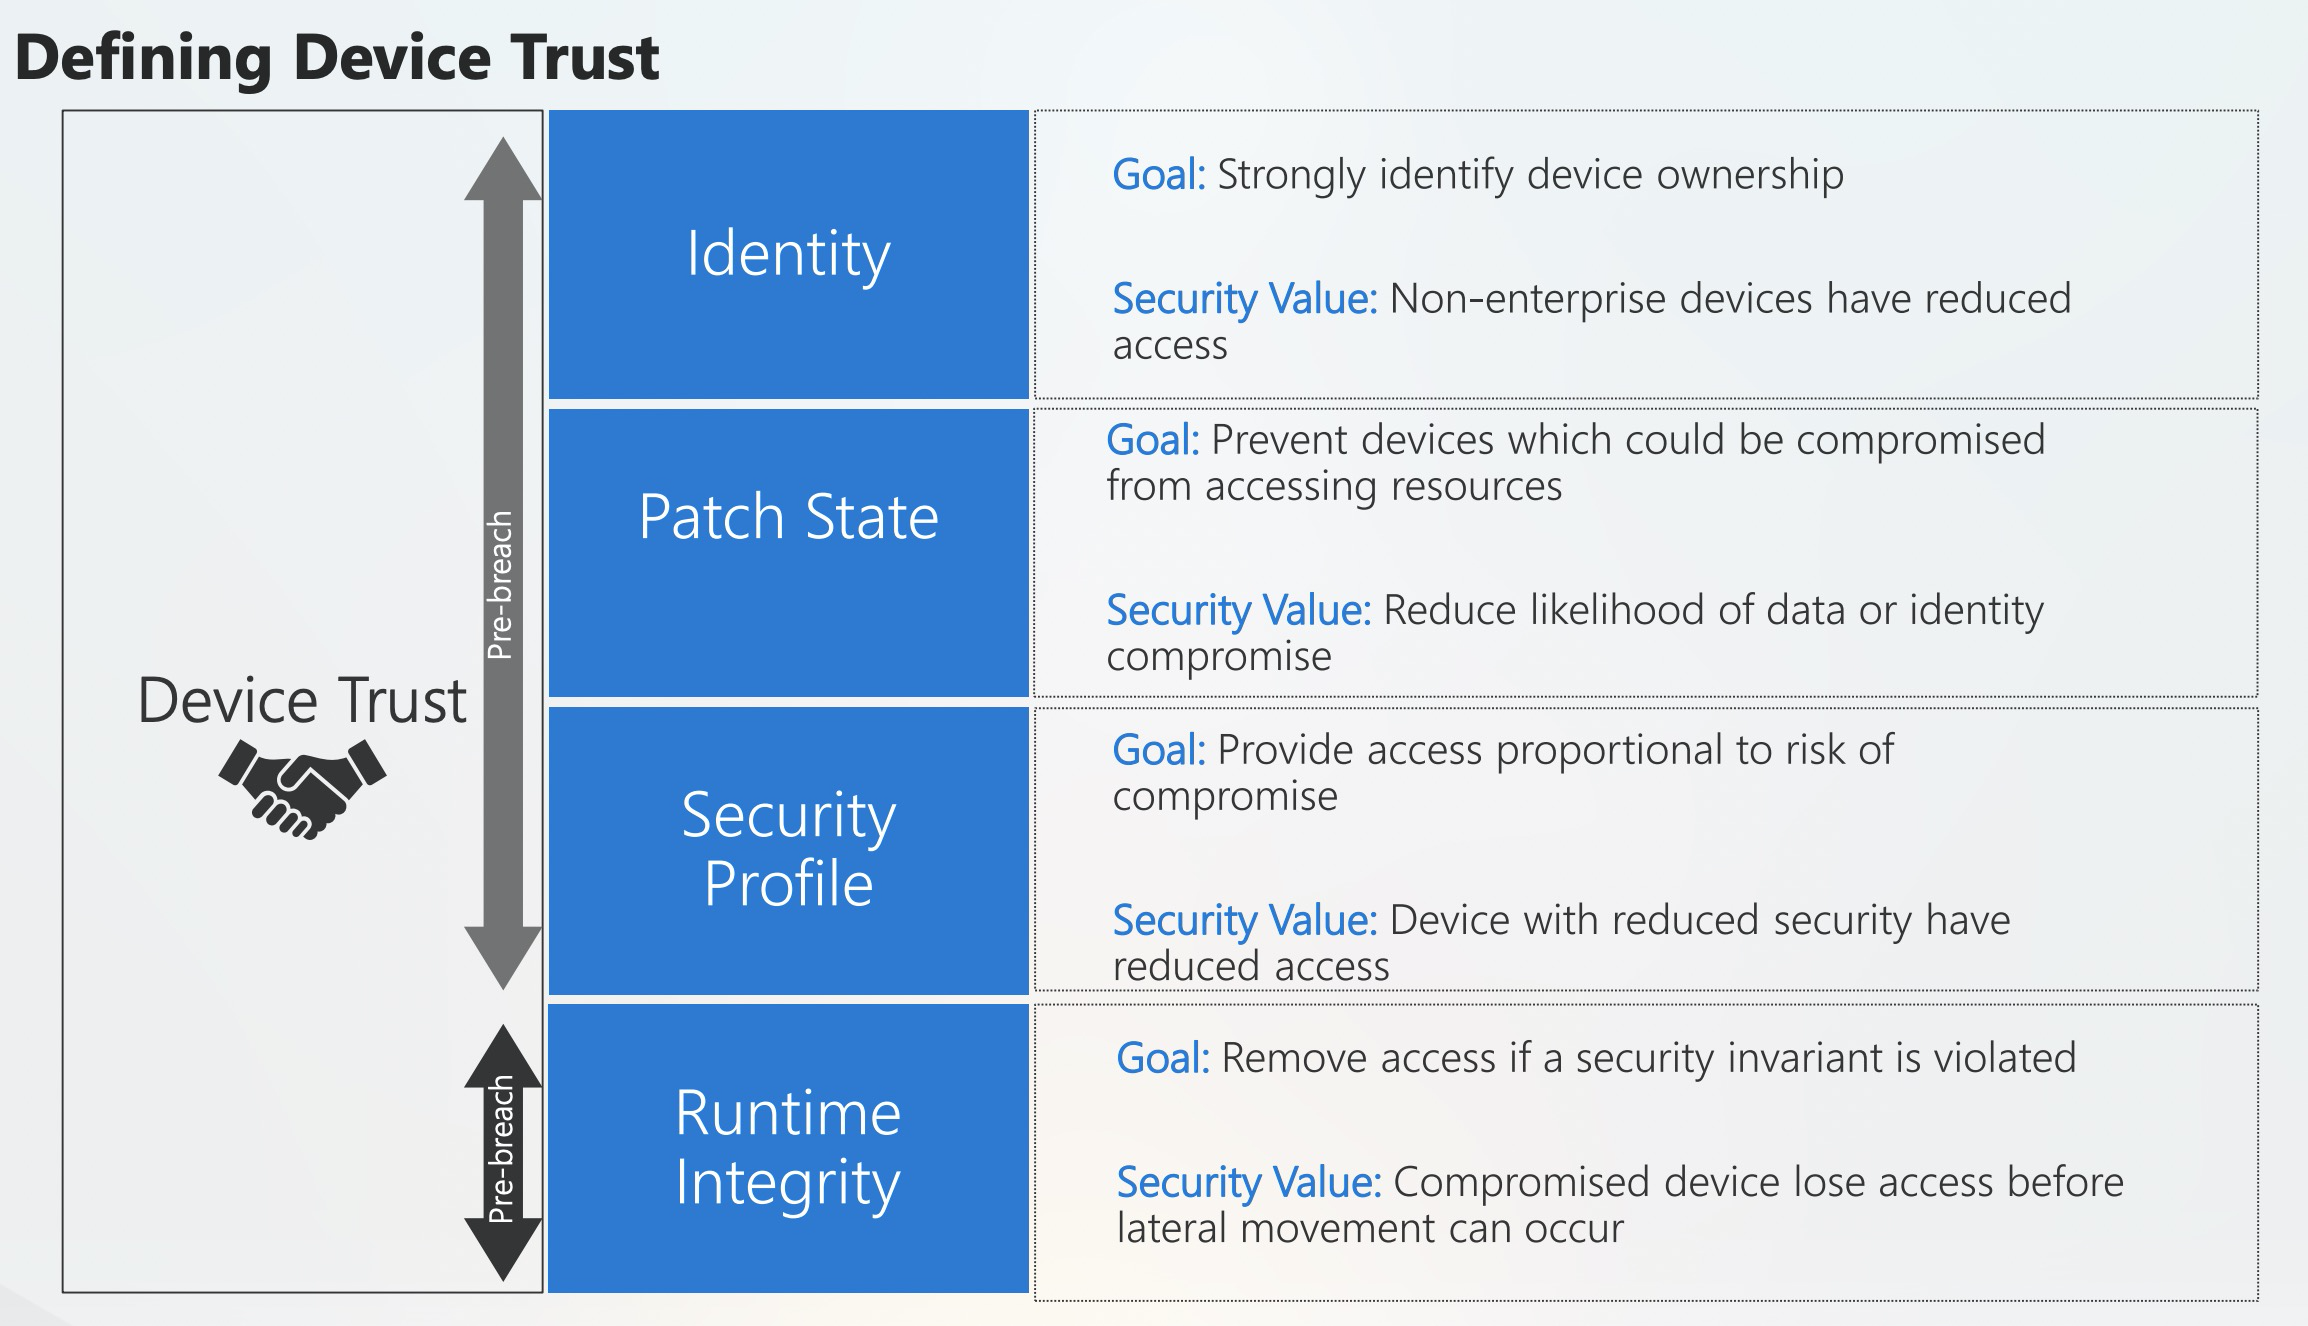 Defining Device Trust
Device Trust
Pre-breach
Pre-breach
Identity
Goal: Strongly identify device ownership
Security Value: Non-enterprise devices have reduced
access
Patch State
Goal: Prevent devices which could be compromised
from accessing resources
Security Value: Reduce likelihood of data or identity
compromise
Security
Profile
Goal: Provide access proportional to risk of
compromise
Security Value: Device with reduced security have
reduced access
Runtime
Integrity
Goal: Remove access if a security invariant is violated
Security Value: Compromised device lose access before
lateral movement can occur